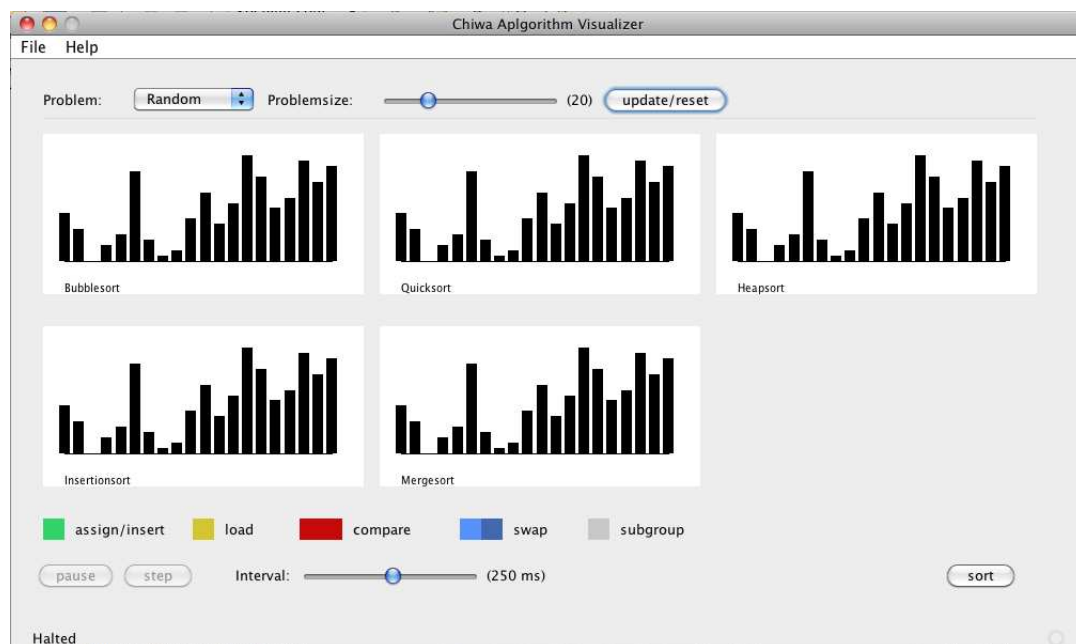 Chiwa Aplgorithm Visualizer
File Help
Problem: Random Problemsize: (20) update/reset
Bubblesort Quicksort Heapsort
Insertionsort Mergesort
assign/insert load compare swap subgroup
pause step Interval: (250 ms) sort
Halted